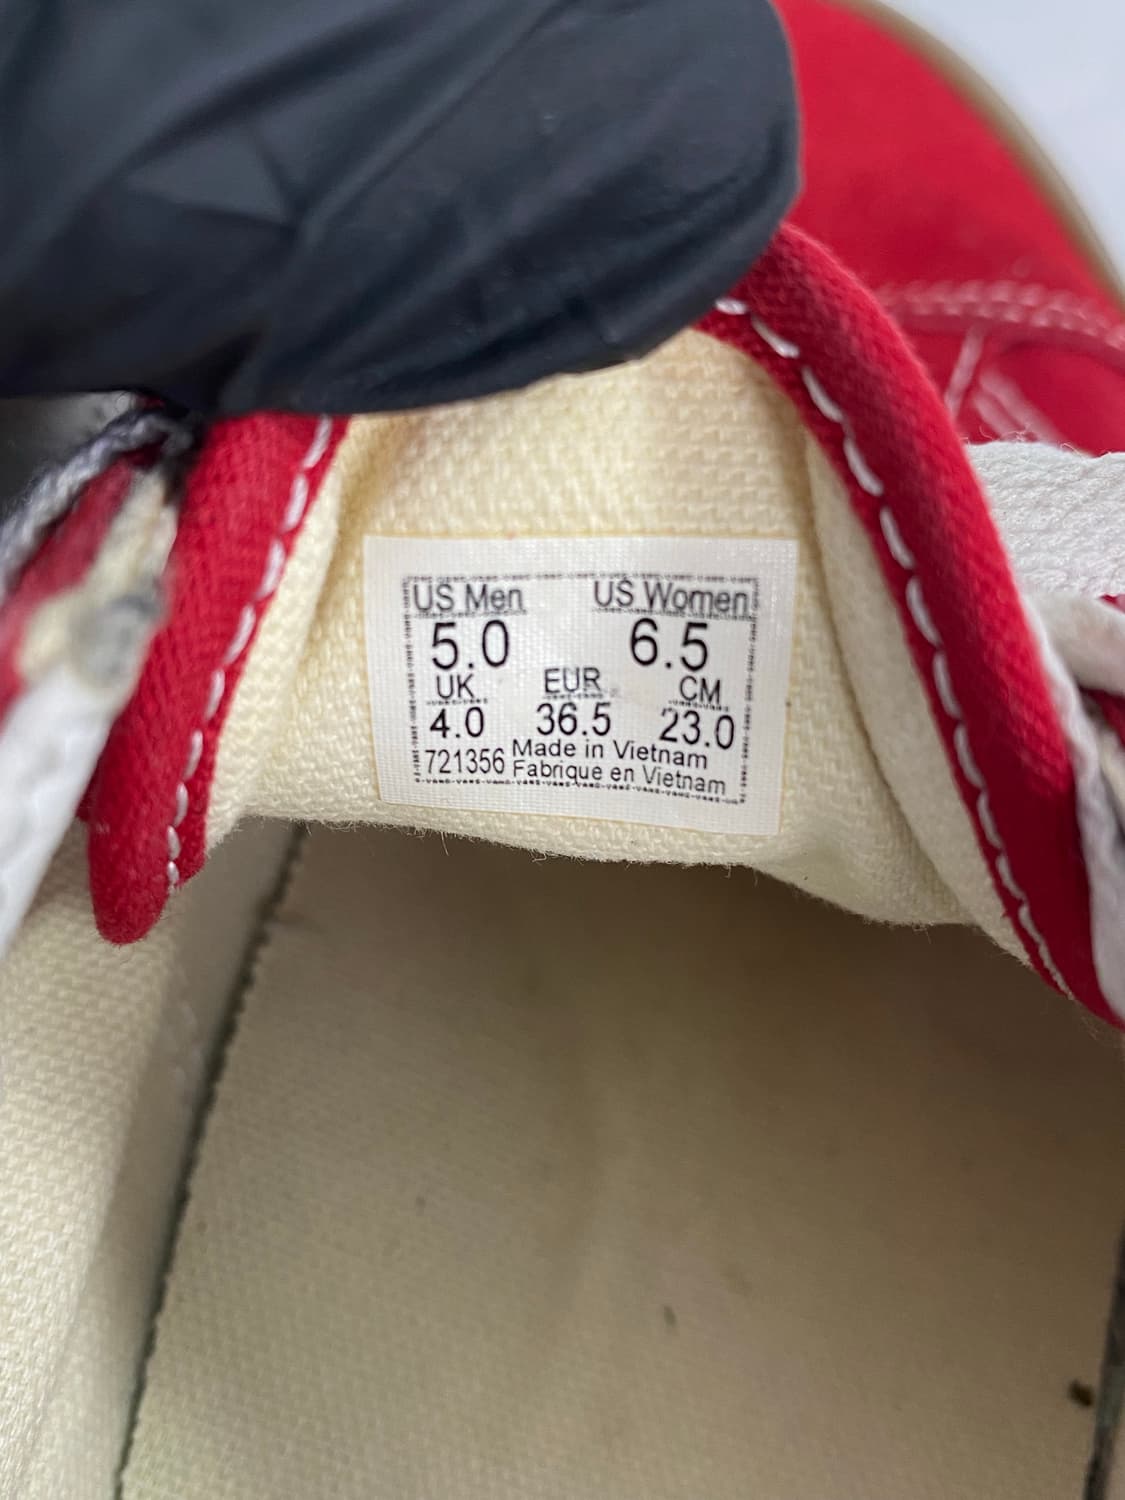 US Men US Women
5.0 6.5
UK EUR CM
4.0 36.5 23.0
721356 Made in Vietnam
Fabrique en Vietnam